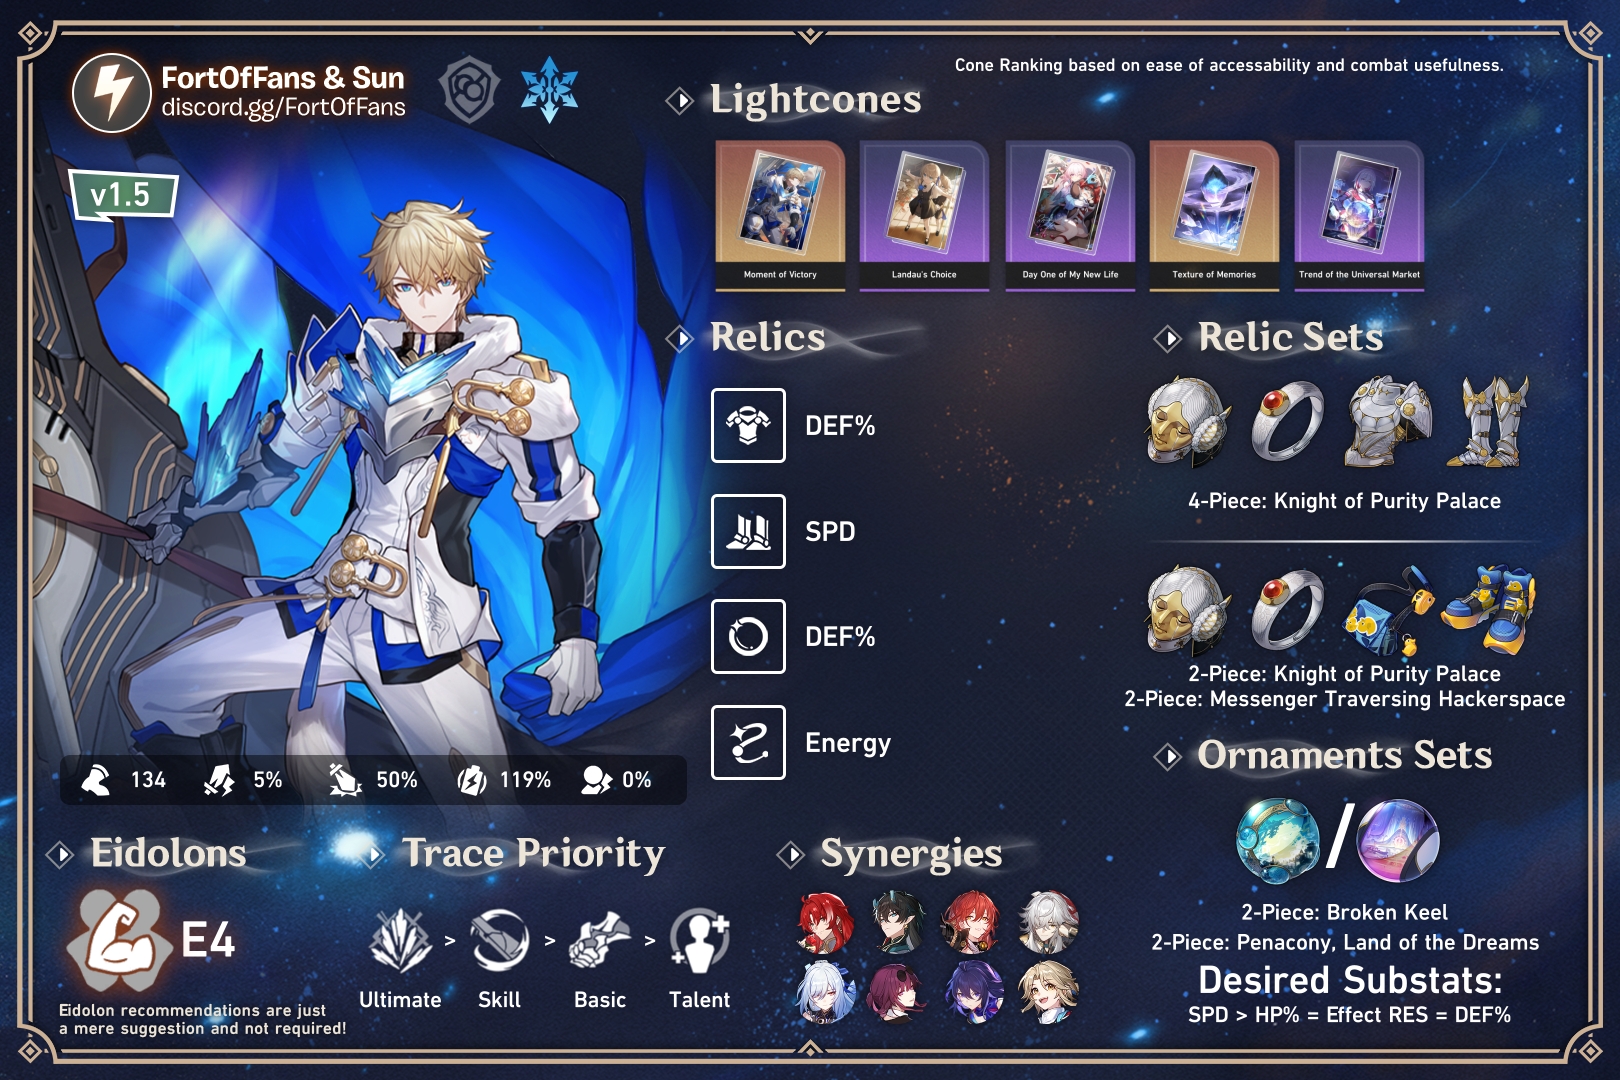 FortOfFans & Sun
discord.gg/FortOfFans
v1.5
Cone Ranking based on ease of accessability and combat usefulness.
Lightcones
Moment of Victory
Landau's Choice
Day One of My New Life
Texture of Memories
Trend of the Universal Market
Relics
DEF%
SPD
DEF%
Energy
Relic Sets
4-Piece: Knight of Purity Palace
2-Piece: Knight of Purity Palace
2-Piece: Messenger Traversing Hackerspace
Ornaments Sets
2-Piece: Broken Keel
2-Piece: Penacony, Land of the Dreams
Desired Substats:
SPD > HP% = Effect RES = DEF%
134 5% 50% 119% 0%
Eidolons
E4
Eidolon recommendations are just
a mere suggestion and not required!
Trace Priority
> > >
Ultimate Skill Basic Talent
Synergies